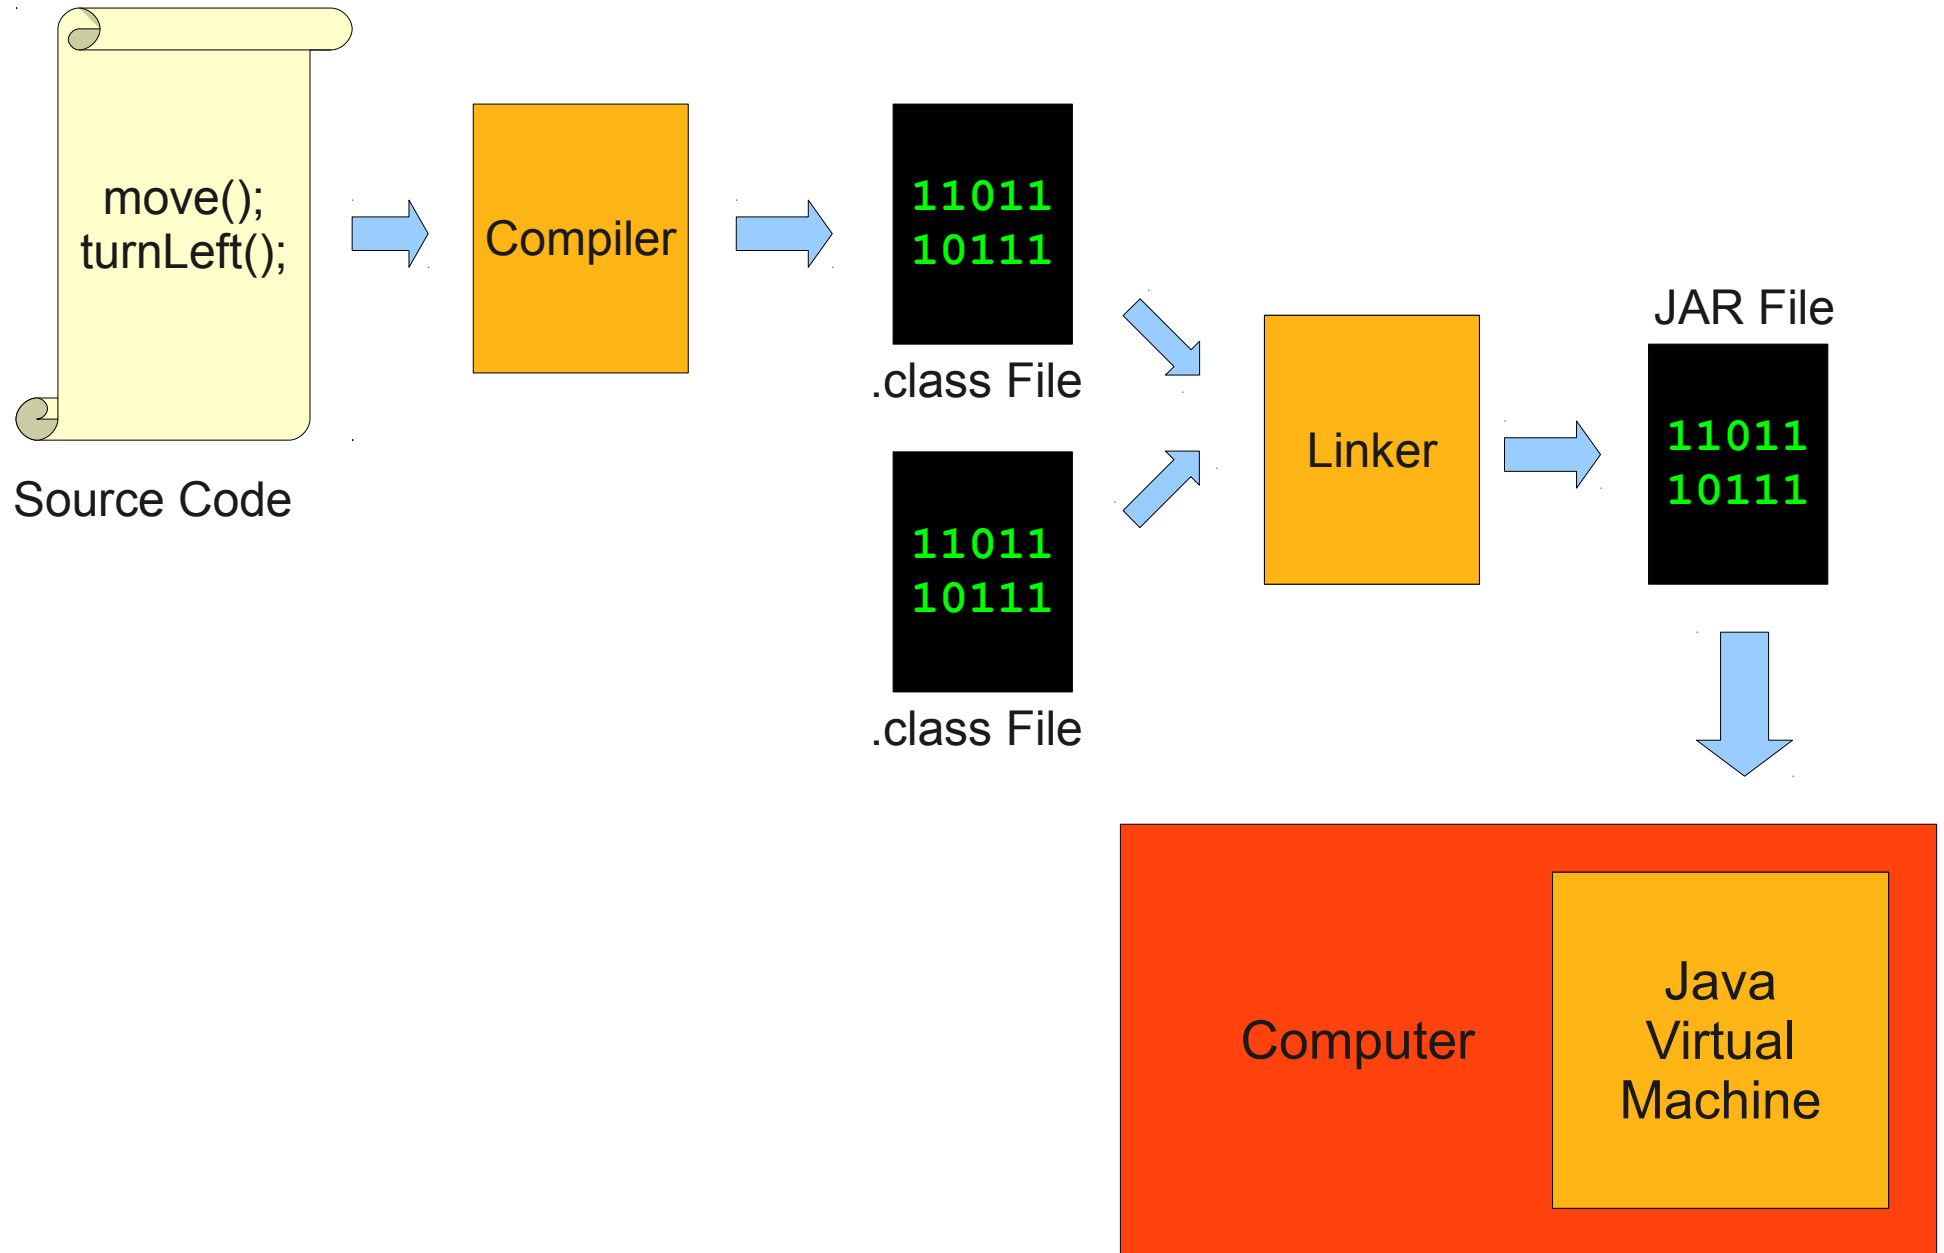 move();
turnLeft();
Source Code
Compiler
11011
10111
.class File
11011
10111
.class File
Linker
JAR File
11011
10111
Computer
Java
Virtual
Machine